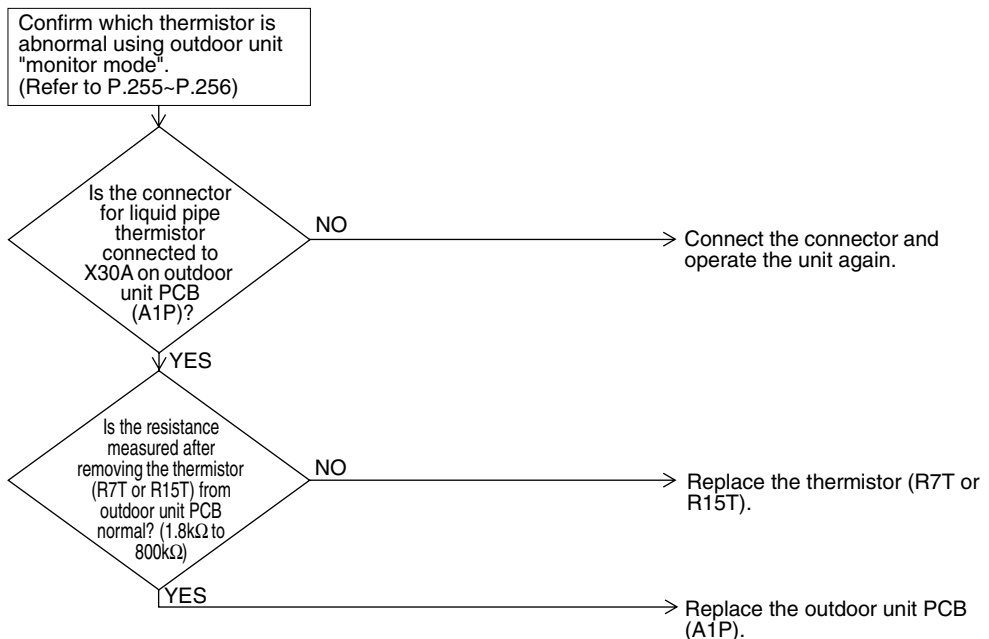 Confirm which thermistor is
abnormal using outdoor unit
"monitor mode".
(Refer to P.255~P.256)
Is the connector
for liquid pipe
thermistor
connected to
X30A on outdoor
unit PCB
(A1P)?
NO
Connect the connector and
operate the unit again.
YES
Is the resistance
measured after
removing the thermistor
(R7T or R15T) from
outdoor unit PCB
normal? (1.8kΩ to
800kΩ)
NO
Replace the thermistor (R7T or
R15T).
YES
Replace the outdoor unit PCB
(A1P).